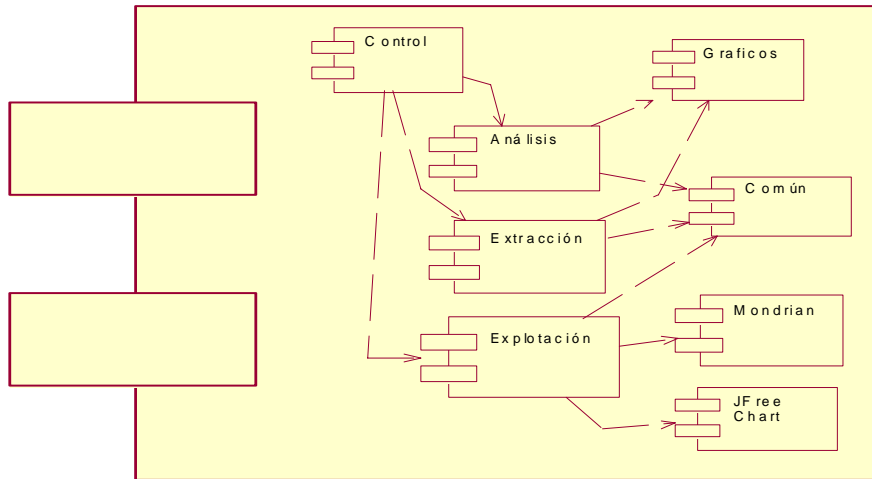 Control
Graficos
Análisis
Común
Extracción
Mondrian
Explotación
JFree
Chart